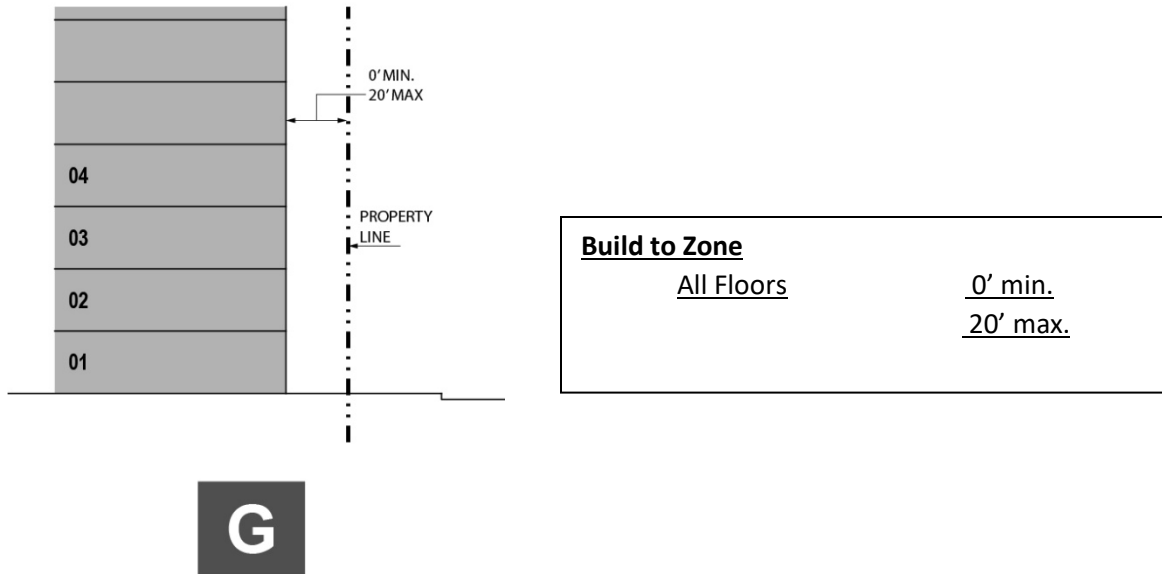 0' MIN.
20' MAX
04
03
02
01
PROPERTY
LINE
G
Build to Zone
All Floors 0’ min.
20’ max.